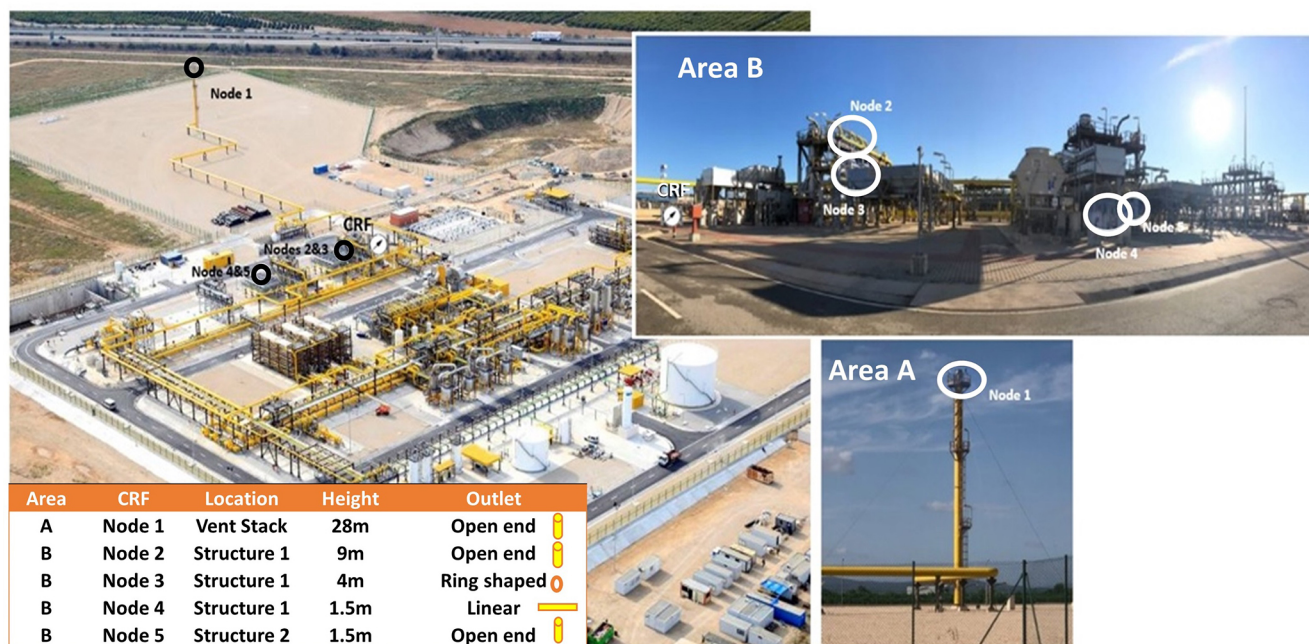 Node 1
CRF
Nodes 2&3
Node 4&5
Area B
Node 2
CRF
Node 3
Node 5
Node 4
Area A
Node 1
Area CRF Location Height Outlet
A Node 1 Vent Stack 28m Open end
B Node 2 Structure 1 9m Open end
B Node 3 Structure 1 4m Ring shaped
B Node 4 Structure 1 1.5m Linear
B Node 5 Structure 2 1.5m Open end